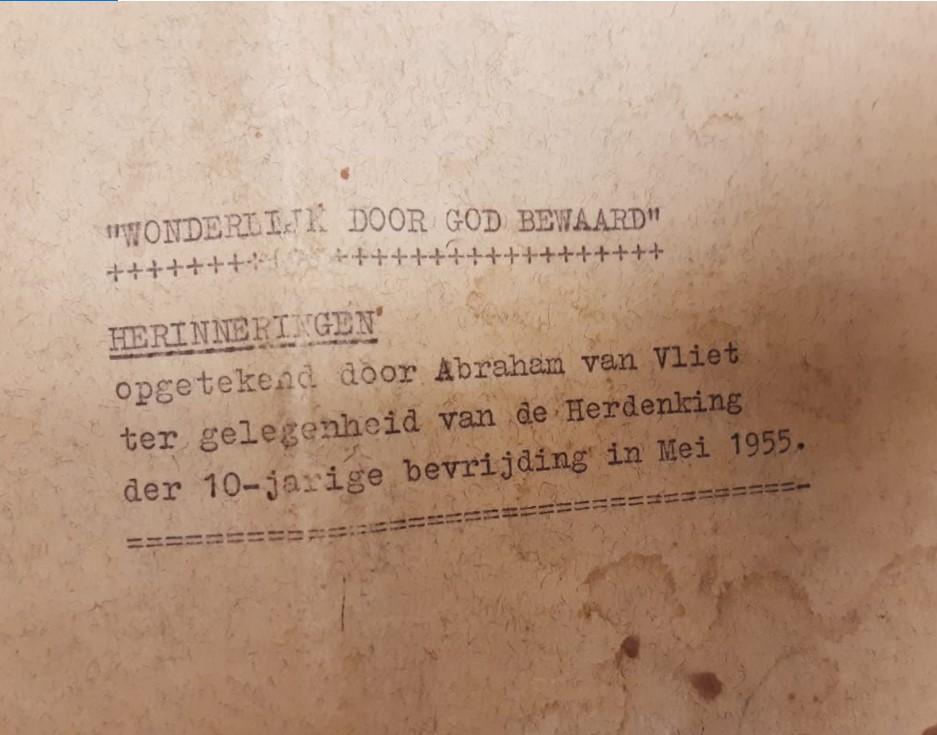 "WONDERLIJK DOOR GOD BEWAARD"
++++++++++++++++++++++++++++
HERINNERINGEN
opgetekend door Abraham van Vliet
ter gelegenheid van de Herdenking
der 10-jarige bevrijding in Mei 1955.
===================================-